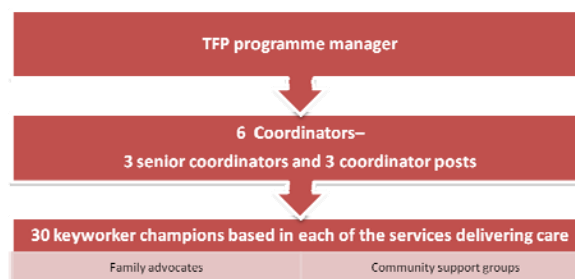 TFP programme manager
6 Coordinators–
3 senior coordinators and 3 coordinator posts
30 keyworker champions based in each of the services delivering care
Family advocates
Community support groups